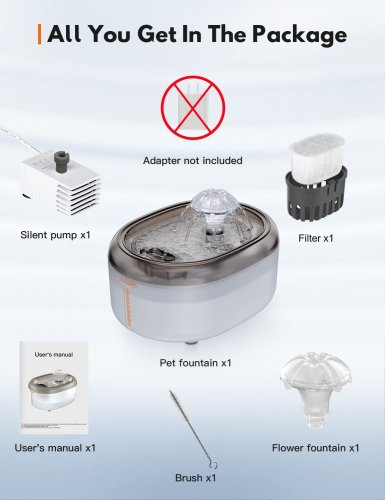 All You Get In The Package
Adapter not included
Silent pump x1
Filter x1
Pet fountain x1
User's manual
User's manual x1
Flower fountain x1
Brush x1